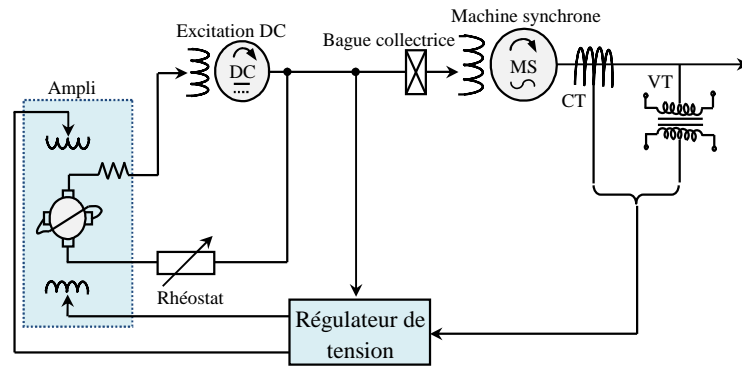 Machine synchrone
Excitation DC
Bague collectrice
Ampli
DC
MS
CT
VT
Rhéostat
Régulateur de
tension